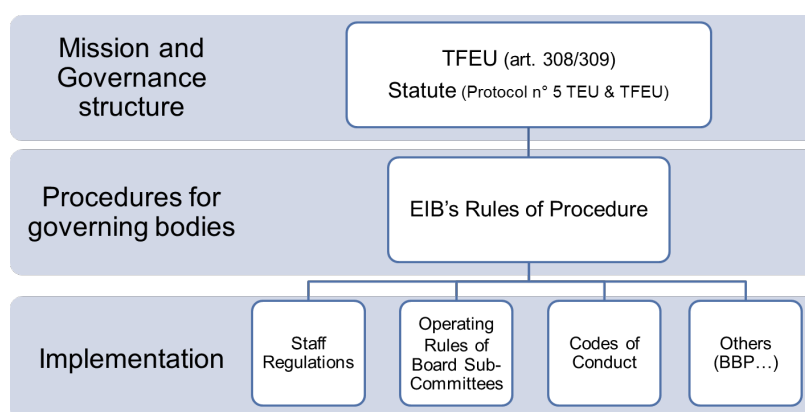 Mission and
Governance
structure
TFEU (art. 308/309)
Statute (Protocol n° 5 TEU & TFEU)
Procedures for
governing bodies
EIB's Rules of Procedure
Implementation
Staff
Regulations
Operating
Rules of
Board Sub-
Committees
Codes of
Conduct
Others
(BBP…)